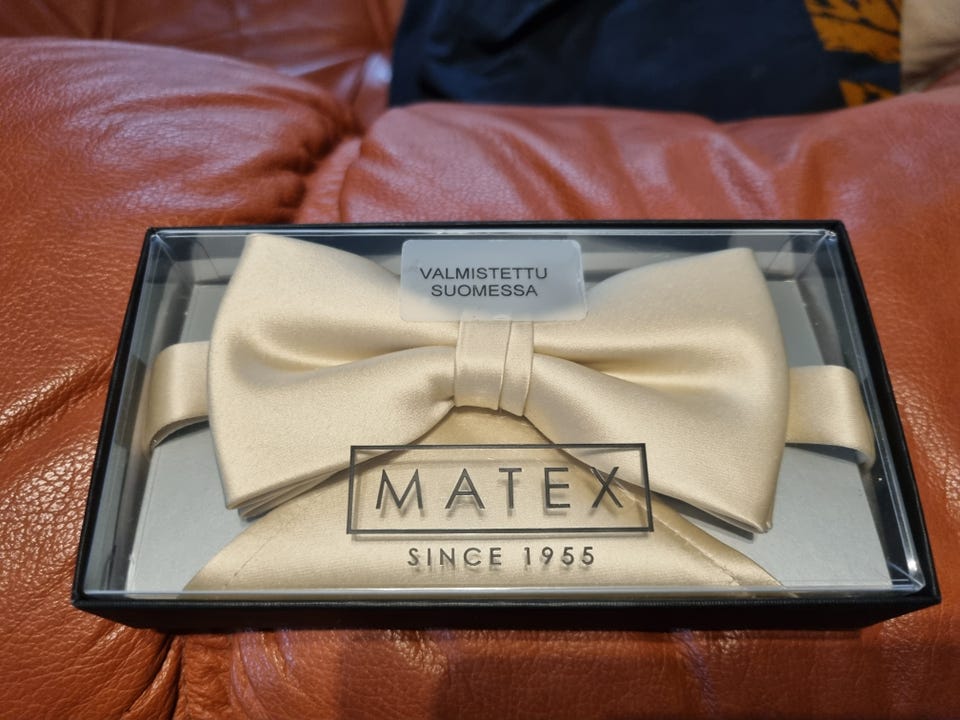 VALMISTETTU
SUOMESSA
MATEX
SINCE 1955